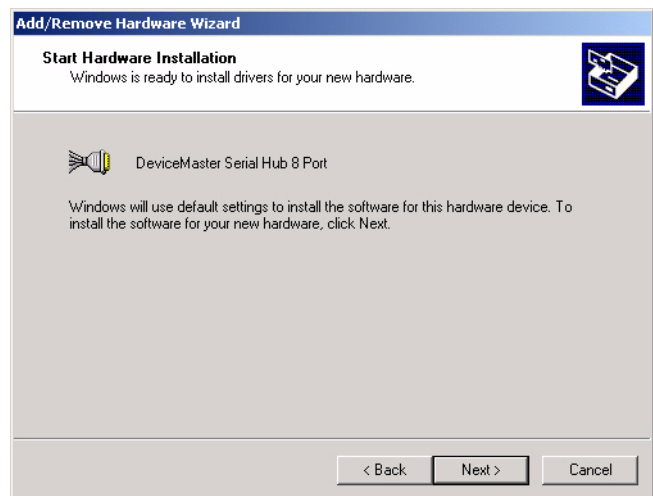 Add/Remove Hardware Wizard
Start Hardware Installation
Windows is ready to install drivers for your new hardware.
DeviceMaster Serial Hub 8 Port
Windows will use default settings to install the software for this hardware device. To
install the software for your new hardware, click Next.
< Back
Next >
Cancel